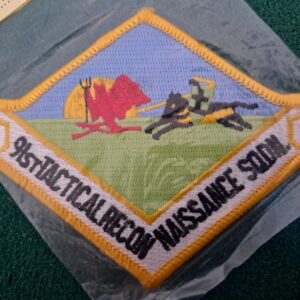 91ST TACTICAL RECON NAISSANCE SQDN.